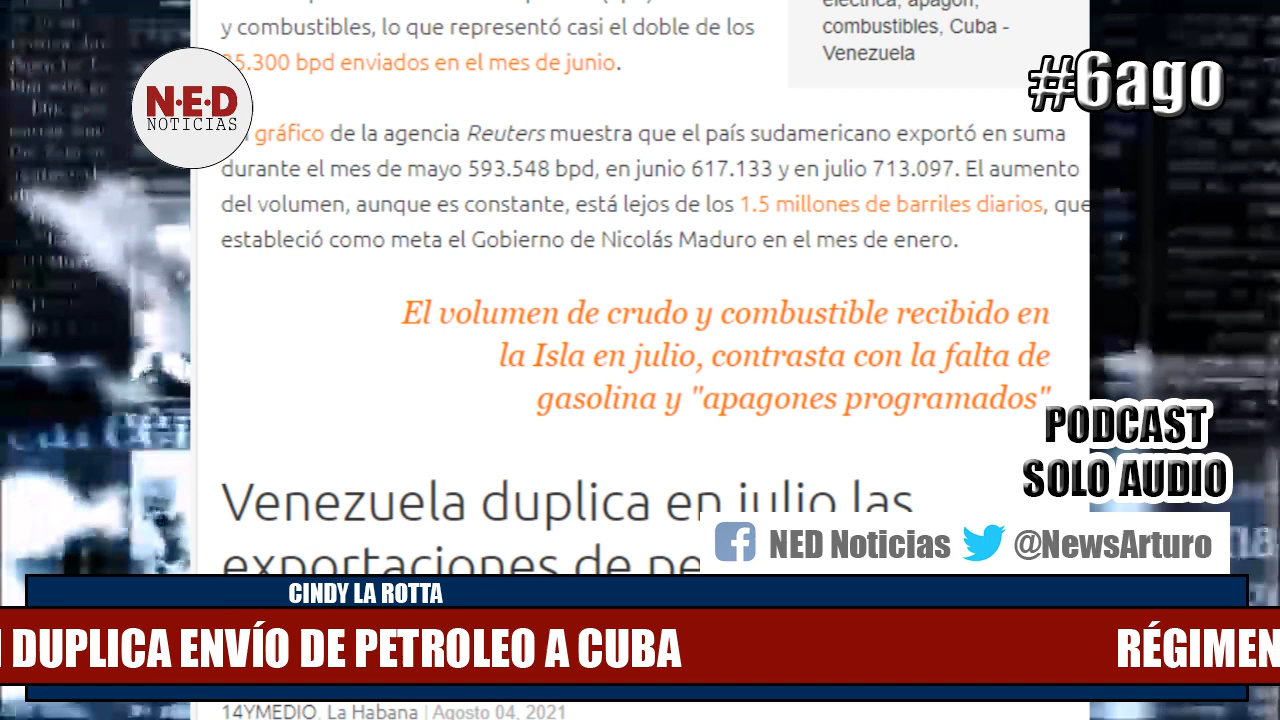 eléctrica, apagón,
combustibles, Cuba -
Venezuela
y combustibles, lo que representó casi el doble de los
5.300 bpd enviados en el mes de junio.
N·E·D
NOTICIAS
#6ago
gráfico de la agencia Reuters muestra que el país sudamericano exportó en suma
durante el mes de mayo 593.548 bpd, en junio 617.133 y en julio 713.097. El aumento
del volumen, aunque es constante, está lejos de los 1.5 millones de barriles diarios, que
estableció como meta el Gobierno de Nicolás Maduro en el mes de enero.
El volumen de crudo y combustible recibido en
la Isla en julio, contrasta con la falta de
gasolina y "apagones programados"
PODCAST
SOLO AUDIO
Venezuela duplica en julio las
exportaciones de pe
NED Noticias @NewsArturo
CINDY LA ROTTA
DUPLICA ENVÍO DE PETROLEO A CUBA RÉGIMEN
14YMEDIO, La Habana | Agosto 04, 2021